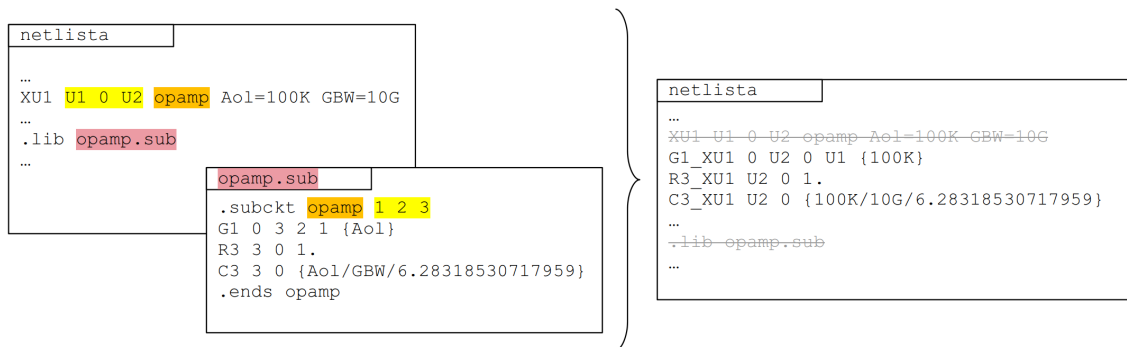 netlista
…
XU1 U1 0 U2 opamp Aol=100K GBW=10G
…
.lib opamp.sub
…
opamp.sub
.subckt opamp 1 2 3
G1 0 3 2 1 {Aol}
R3 3 0 1.
C3 3 0 {Aol/GBW/6.28318530717959}
.ends opamp
netlista
…
XU1 U1 0 U2 opamp Aol=100K GBW=10G
G1_XU1 0 U2 0 U1 {100K}
R3_XU1 U2 0 1.
C3_XU1 U2 0 {100K/10G/6.28318530717959}
…
.lib opamp.sub
…